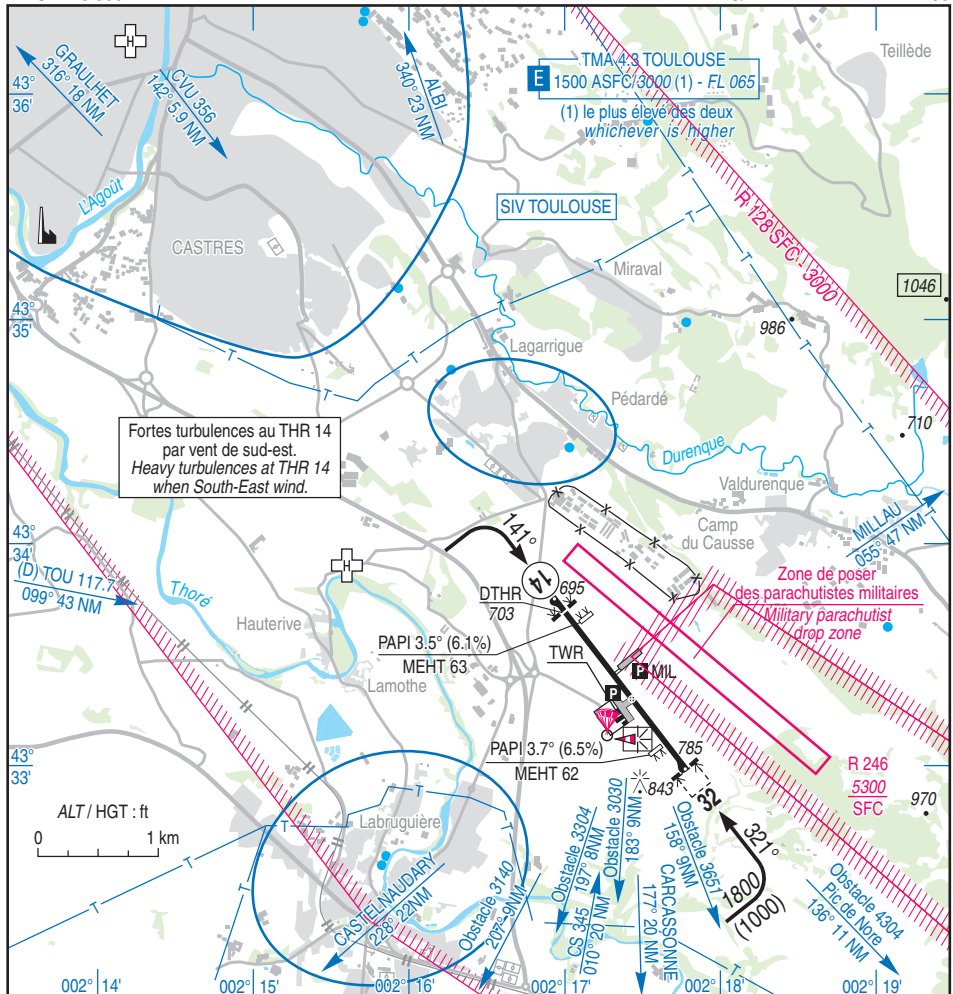 GRAULHET
316° 18 NM
CVU 356
142° 5.9 NM
ALBI
340° 23 NM
E
TMA 4.3 TOULOUSE
1500 ASFC/3000 (1) - FL 065
(1) le plus élevé des deux
whichever is higher
Teillède
43°
36'
L'Agoût
CASTRES
SIV TOULOUSE
R 128 SFC - 3000
Miraval
1046
986
43°
35'
Lagarrigue
Pédardé
710
Durenque
Valdurenque
Fortes turbulences au THR 14
par vent de sud-est.
Heavy turbulences at THR 14
when South-East wind.
Camp
du Causse
MILLAU
055° 47 NM
43°
34'
(D) TOU 117.7
099° 43 NM
Thoré
H
H
141°
14
695
DTHR
703
Zone de poser
des parachutistes militaires
Military parachutist
drop zone
Hauterive
PAPI 3.5° (6.1%)
MEHT 63
TWR
P
MIL
P
Lamothe
43°
33'
PAPI 3.7° (6.5%)
MEHT 62
785
843
32
R 246
5300
SFC
970
ALT / HGT : ft
0
1 km
Labruguière
321°
1800
(1000)
CASTELNAUDARY
228° 22NM
Obstacle 3140
207° 9NM
Obstacle 3304
197° 8NM
Obstacle 3030
183° 9NM
CS 345
010° 20 NM
Obstacle 3651
158° 9NM
CARCASSONNE
177° 20 NM
Obstacle 4304
Pic de Nore
136° 11 NM
T
T
T
T
T
T
T
T
T
T
002° 14'
002° 15'
002° 16'
002° 17'
002° 18'
002° 19'